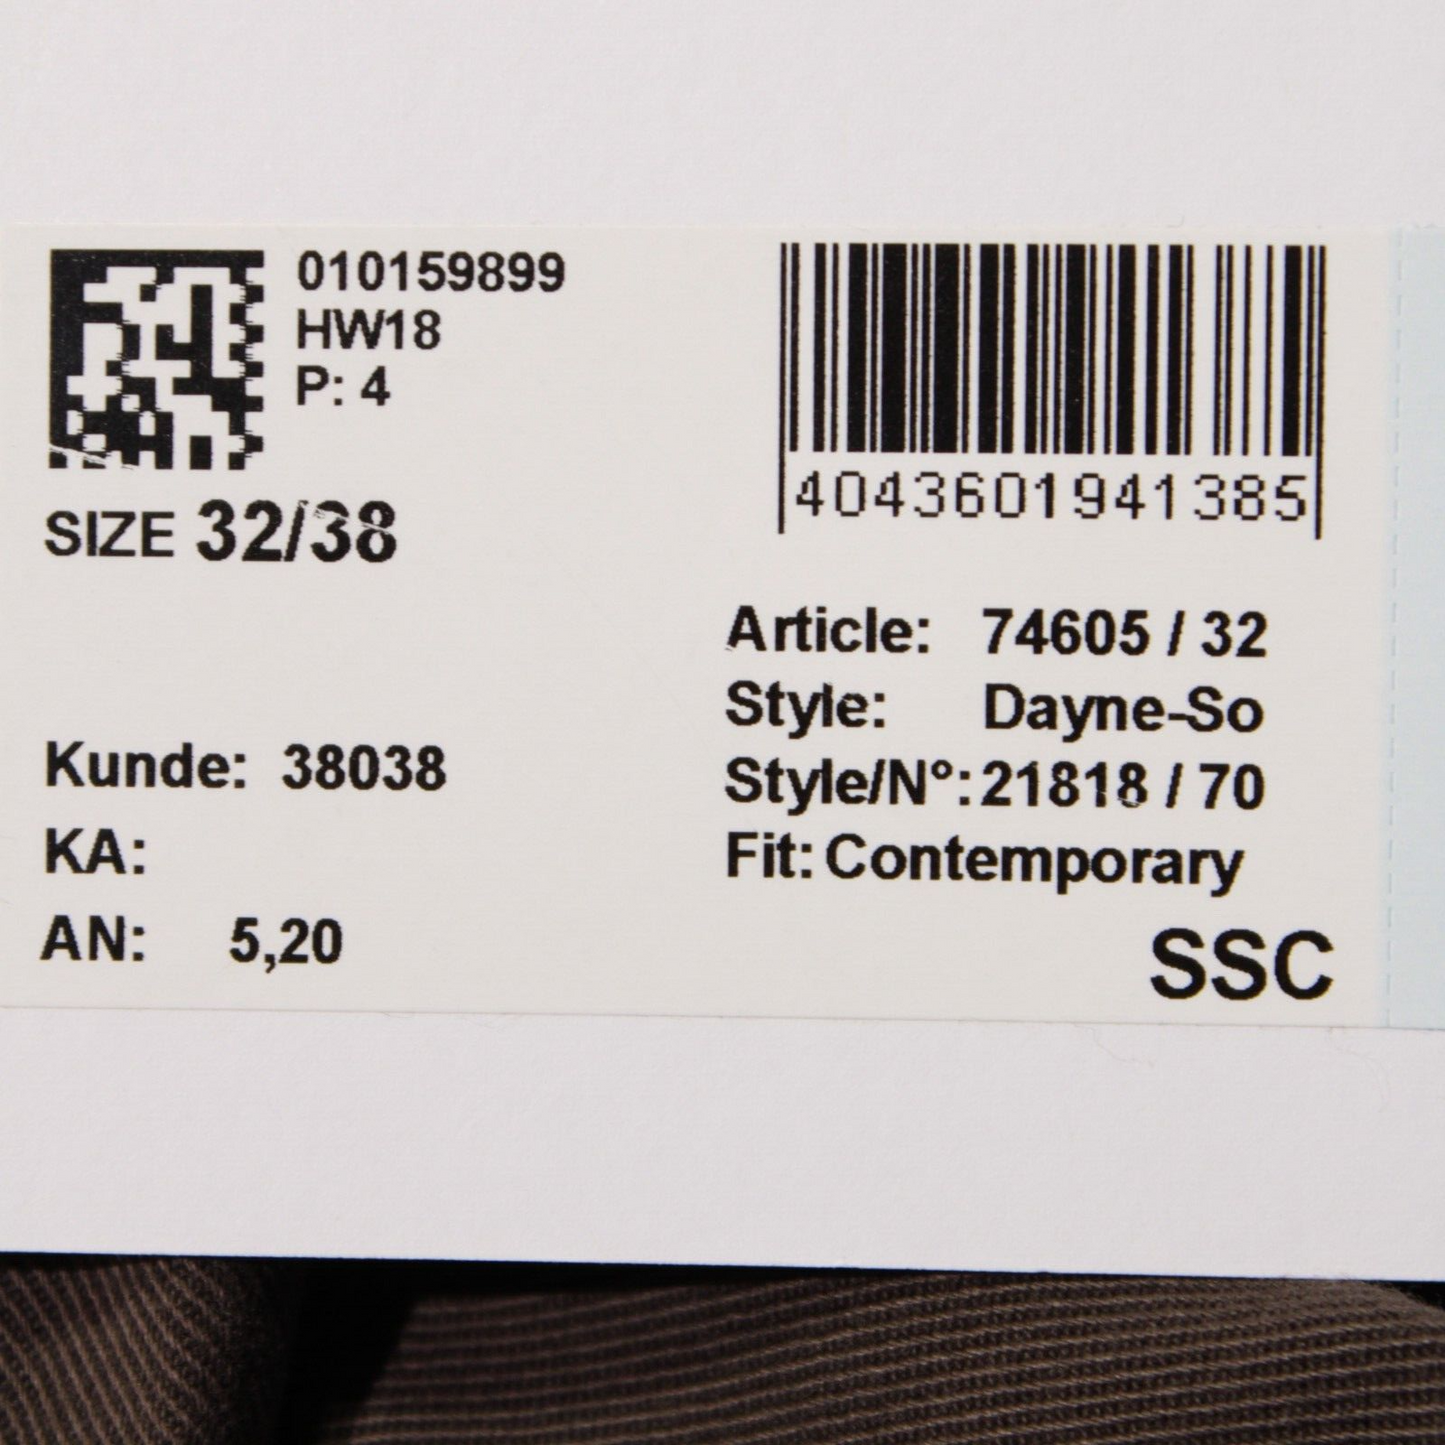 010159899
HW18
P: 4
SIZE 32/38
Kunde: 38038
KA:
AN: 5,20
4043601941385
Article: 74605 / 32
Style: Dayne-So
Style/N°: 21818 / 70
Fit: Contemporary
SSC